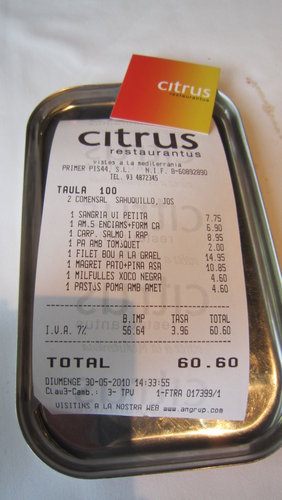 citrus
restaurantus
citrus
restaurantus
vistes a la mediterrània
PRIMER PIS44, S.L. N.I.F. B-60892890
TEL. 93 4872345
TAULA 100
2 COMENSAL SAHUQUILLO, JOS
1 SANGRIA VI PETITA 7.75
1 AM.5 ENCIAMS+FORM CA 6.90
1 CARP. SALMO I RAP 8.95
1 PA AMB TOMàQUET 2.00
1 FILET BOU A LA GRAEL 14.95
1 MAGRET PATO+PINA ASA 10.85
1 MILFULLES XOCO NEGRA 4.60
1 PASTíS POMA AMB AMET 4.60
B.IMP TASA TOTAL
I.V.A. 7% 56.64 3.96 60.60
TOTAL 60.60
DIUMENGE 30-05-2010 14:33:55
Clau3-Camb.: 3- TPV 1-FTRA 017399/1
VISITINS A LA NOSTRA WEB www.angrup.com